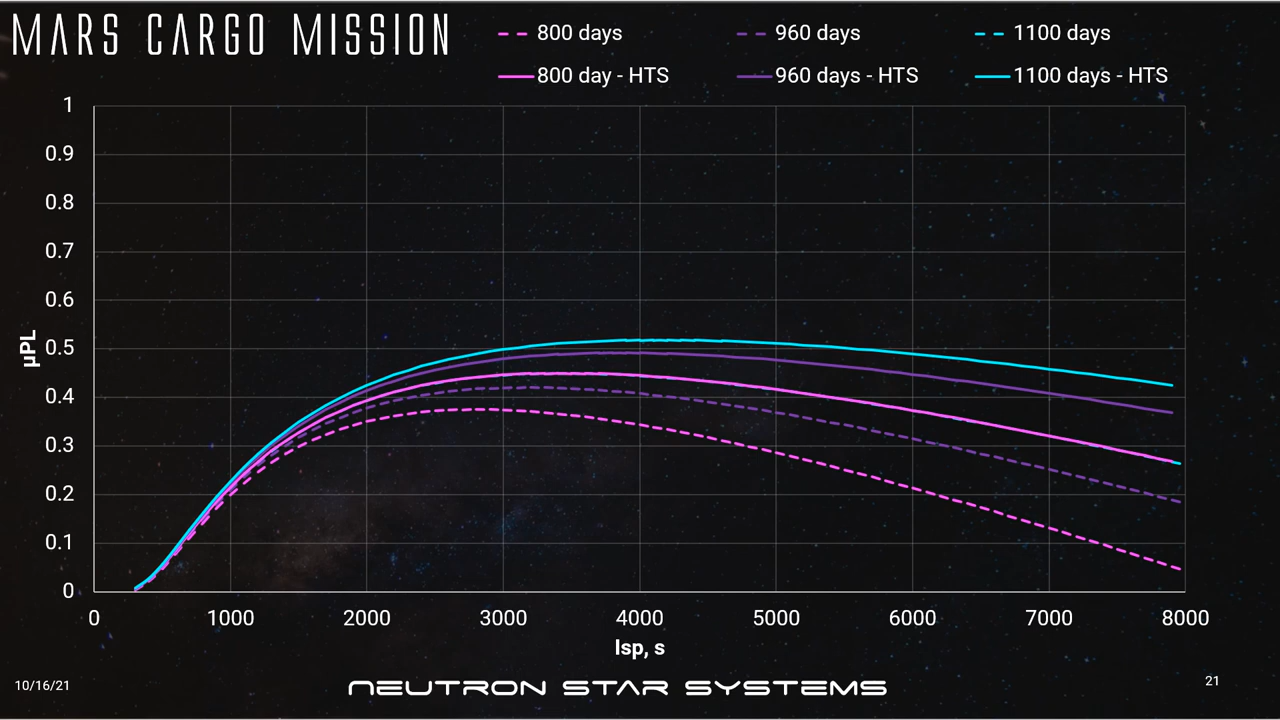 MARS CARGO MISSION
800 days
960 days
1100 days
800 day - HTS
960 days - HTS
1100 days - HTS
1
0.9
0.8
0.7
0.6
0.5
0.4
0.3
0.2
0.1
0
µPL
0 1000 2000 3000 4000 5000 6000 7000 8000
Isp, s
10/16/21
NEUTRON STAR SYSTEMS
21